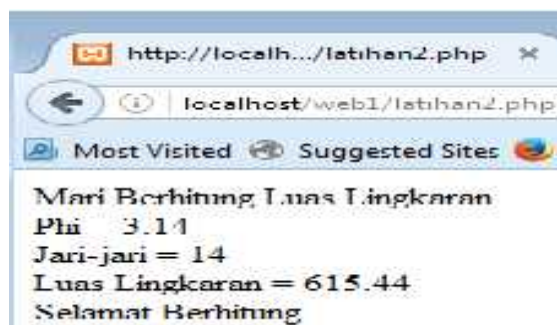 http://localh.../latihan2.php
localhost/web1/latihan2.php
Most Visited Suggested Sites
Mari Berhitung Luas Lingkaran
Phi = 3.14
Jari-jari = 14
Luas Lingkaran = 615.44
Selamat Berhitung